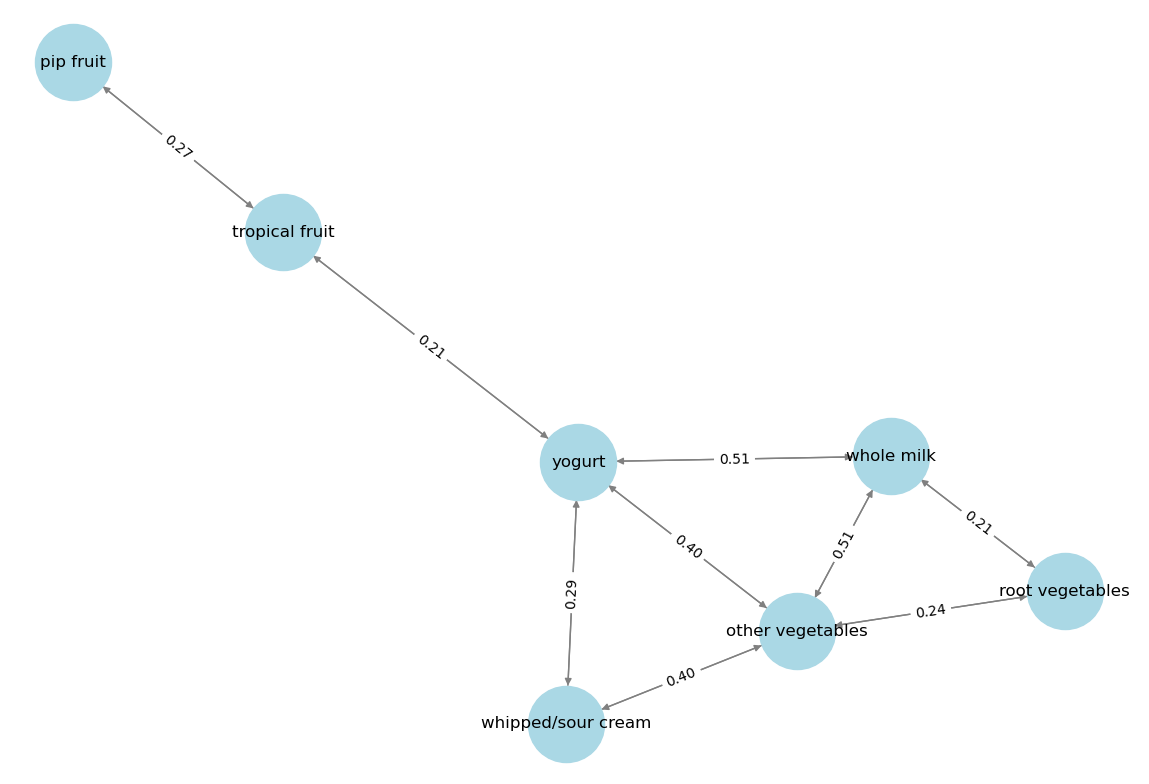 pip fruit
0.27
tropical fruit
0.21
yogurt
0.51
whole milk
0.40
0.51
0.21
0.29
root vegetables
0.24
other vegetables
0.40
whipped/sour cream